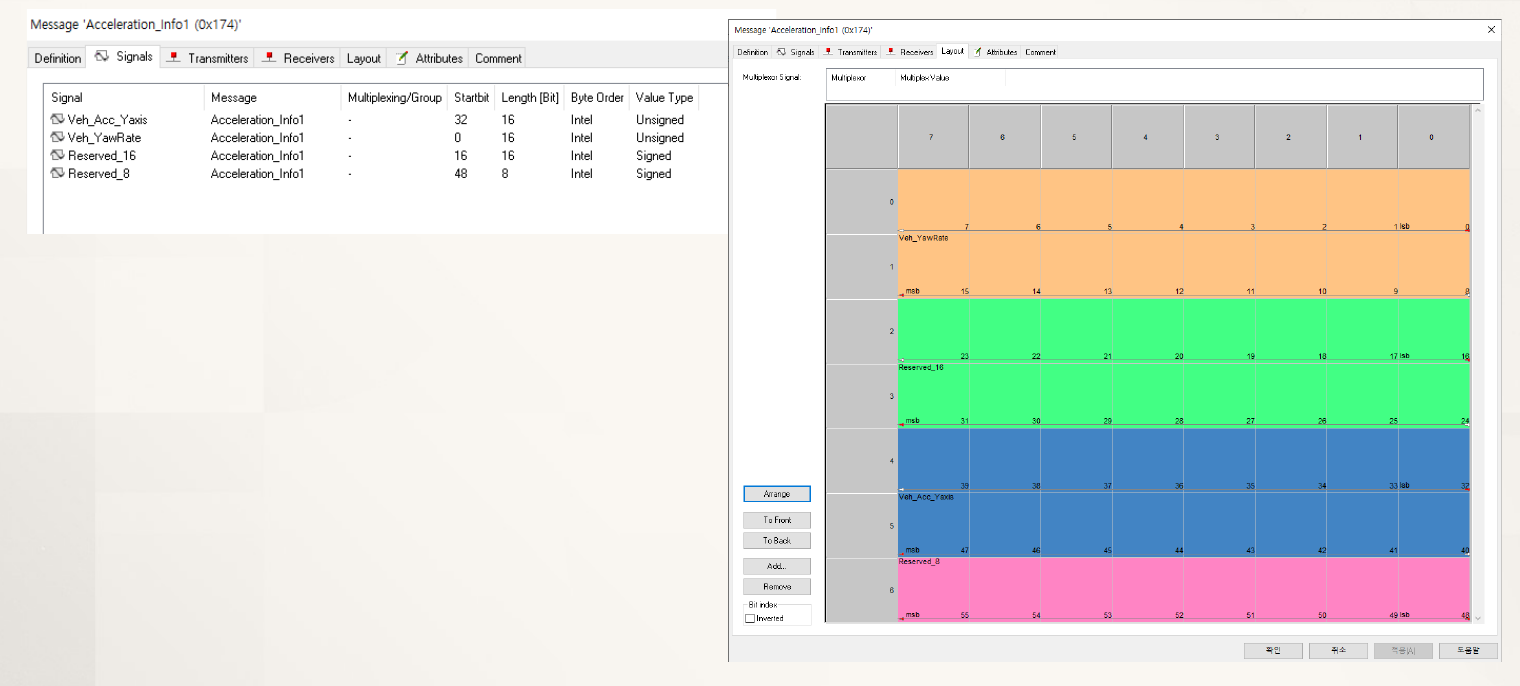 Message 'Acceleration_Info1 (0x174)'
Definition Signals Transmitters Receivers Layout Attributes Comment
Signal Message Multiplexing/Group Startbit Length [Bit] Byte Order Value Type
Veh_Acc_Yaxis Acceleration_Info1 - 32 16 Intel Unsigned
Veh_YawRate Acceleration_Info1 - 0 16 Intel Unsigned
Reserved_16 Acceleration_Info1 - 16 16 Intel Signed
Reserved_8 Acceleration_Info1 - 48 8 Intel Signed
Message 'Acceleration_Info1 (0x174)'
Definition Signals Transmitters Receivers Layout Attributes Comment
Multiplexor Signal: Multiplexor Multiplex Value
7 6 5 4 3 2 1 0
0
7 6 5 4 3 2 1 lsb 0
Veh_YawRate
1
msb 15 14 13 12 11 10 9 8
2
23 22 21 20 19 18 17 lsb 16
Reserved_16
3
msb 31 30 29 28 27 26 25 24
4
39 38 37 36 35 34 33 lsb 32
Veh_Acc_Yaxis
5
msb 47 46 45 44 43 42 41 40
Reserved_8
6
msb 55 54 53 52 51 50 49 lsb 48
Arrange
To Front
To Back
Add...
Remove
Bit index
Inverted
확인 취소 적용(A) 도움말